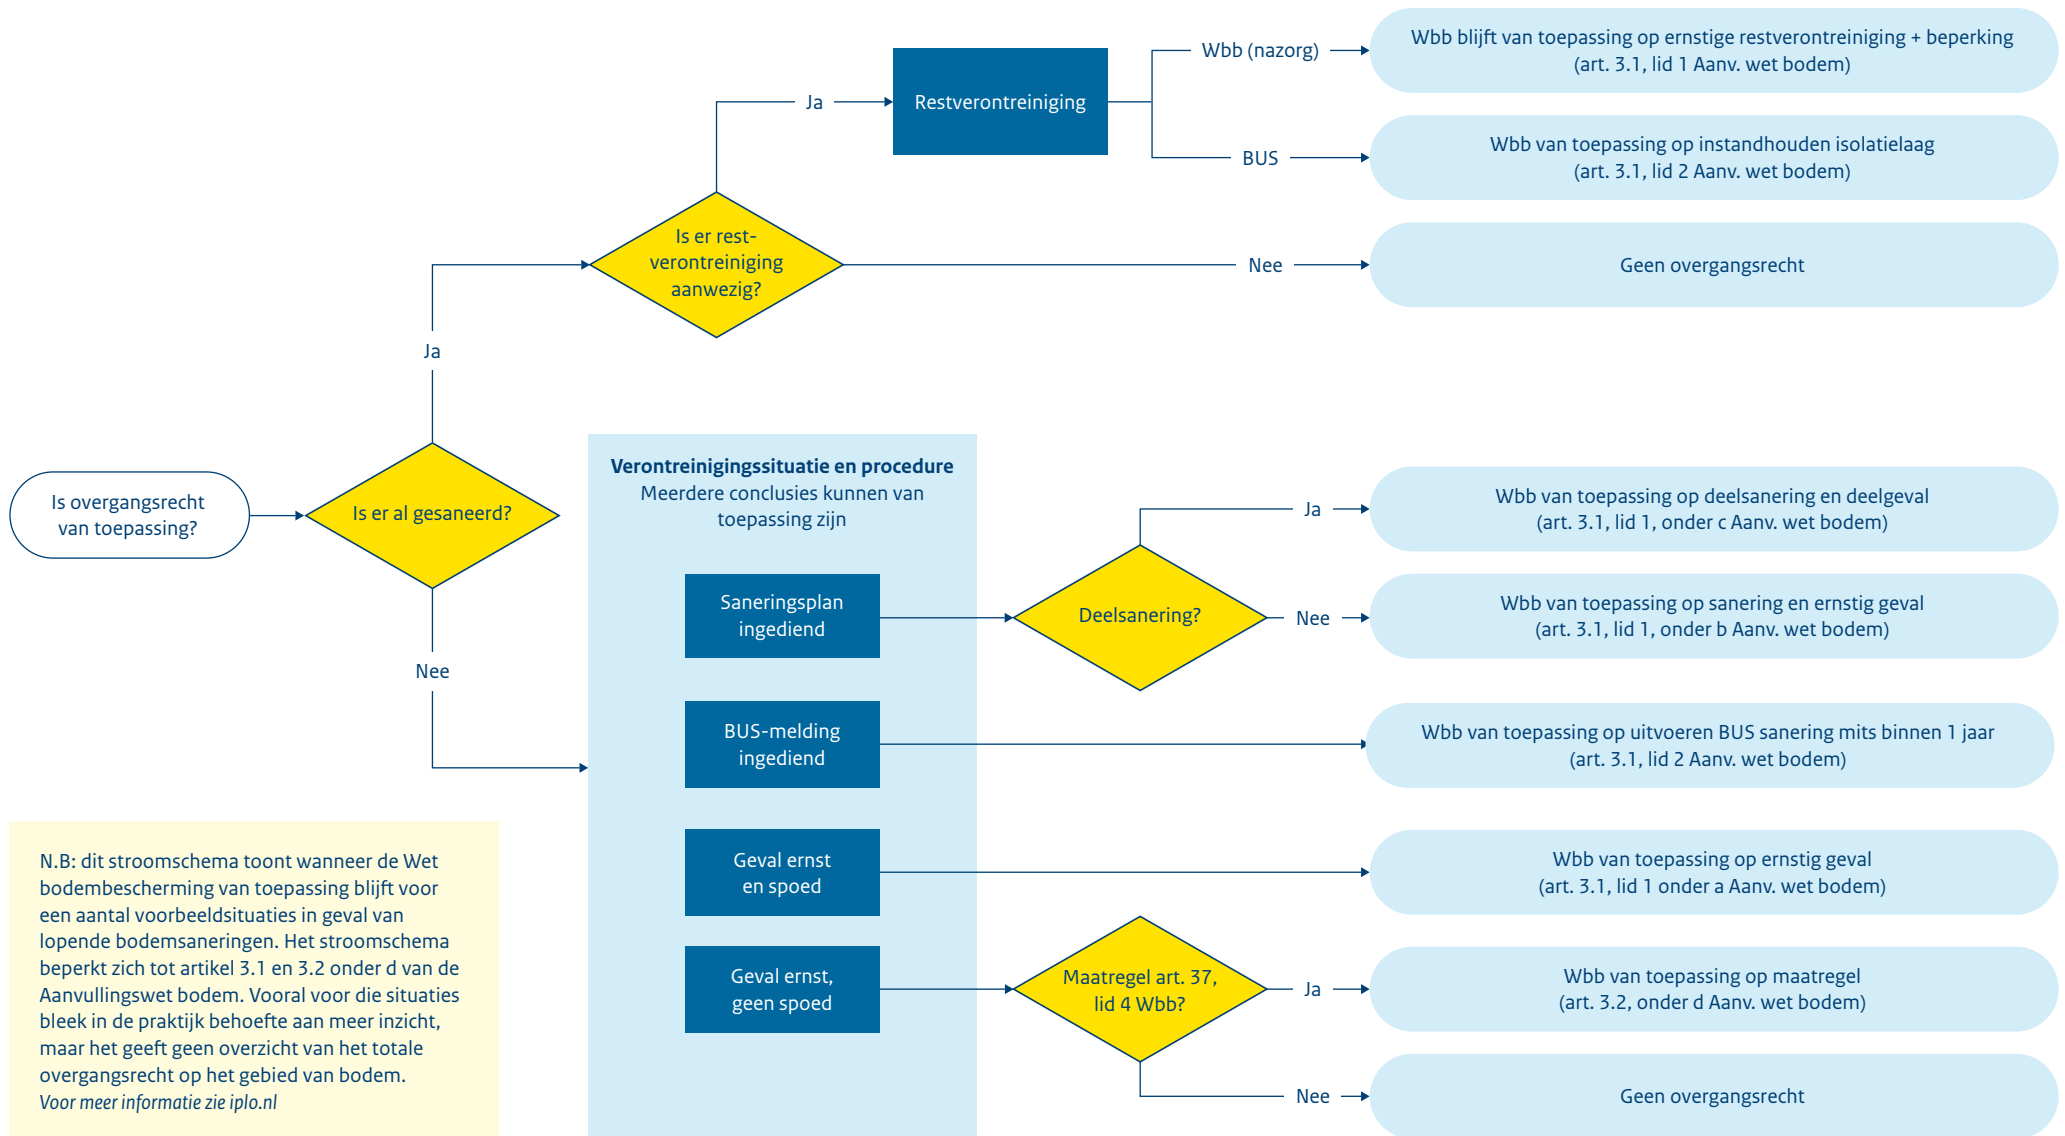 Wbb (nazorg)
Wbb blijft van toepassing op ernstige restverontreiniging + beperking
(art. 3.1, lid 1 Aanv. wet bodem)
Ja
Restverontreiniging
BUS
Wbb van toepassing op instandhouden isolatielaag
(art. 3.1, lid 2 Aanv. wet bodem)
Is er rest-
verontreiniging
aanwezig?
Nee
Geen overgangsrecht
Ja
Is overgangsrecht
van toepassing?
Is er al gesaneerd?
Nee
Verontreinigingssituatie en procedure
Meerdere conclusies kunnen van
toepassing zijn
Saneringsplan
ingediend
Deelsanering?
Ja
Wbb van toepassing op deelsanering en deelgeval
(art. 3.1, lid 1, onder c Aanv. wet bodem)
Nee
Wbb van toepassing op sanering en ernstig geval
(art. 3.1, lid 1, onder b Aanv. wet bodem)
BUS-melding
ingediend
Wbb van toepassing op uitvoeren BUS sanering mits binnen 1 jaar
(art. 3.1, lid 2 Aanv. wet bodem)
Geval ernst
en spoed
Wbb van toepassing op ernstig geval
(art. 3.1, lid 1 onder a Aanv. wet bodem)
Geval ernst,
geen spoed
Maatregel art. 37,
lid 4 Wbb?
Ja
Wbb van toepassing op maatregel
(art. 3.2, onder d Aanv. wet bodem)
Nee
Geen overgangsrecht
N.B: dit stroomschema toont wanneer de Wet
bodembescherming van toepassing blijft voor
een aantal voorbeeldsituaties in geval van
lopende bodemsaneringen. Het stroomschema
beperkt zich tot artikel 3.1 en 3.2 onder d van de
Aanvullingswet bodem. Vooral voor die situaties
bleek in de praktijk behoefte aan meer inzicht,
maar het geeft geen overzicht van het totale
overgangsrecht op het gebied van bodem.
Voor meer informatie zie iplo.nl